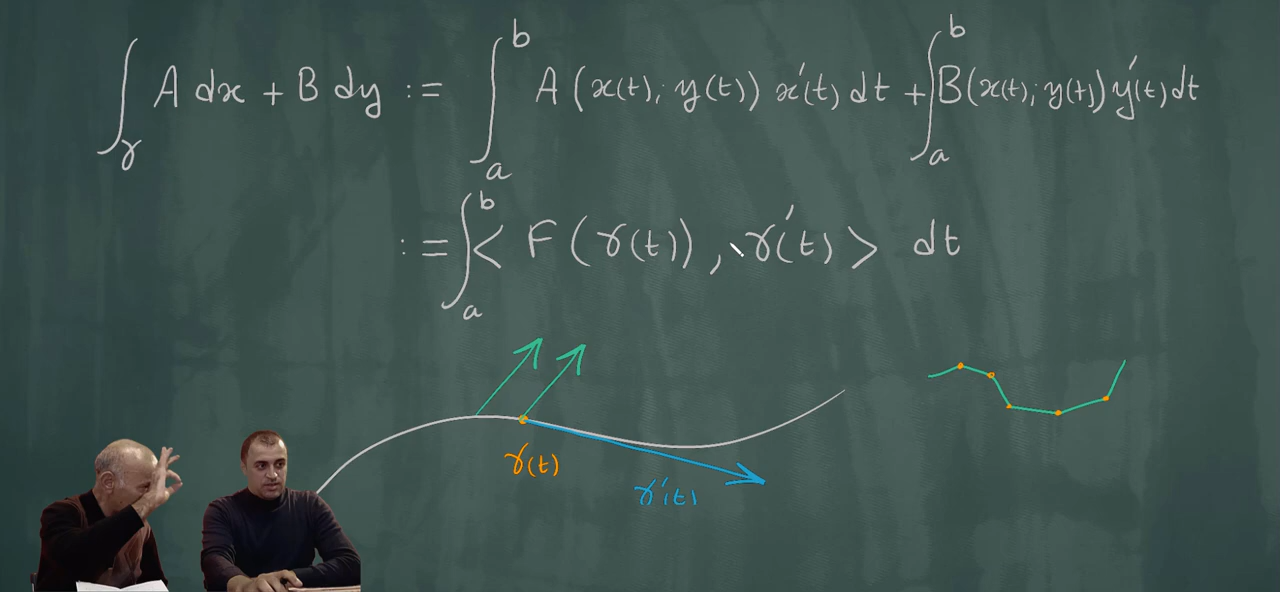 ∫_γ A dx + B dy := ∫_a^b A (x(t); y(t)) x'(t) dt + ∫_a^b B(x(t); y(t)) y'(t) dt
:= ∫_a^b < F (γ(t)), γ'(t) > dt
γ(t)
γ'(t)